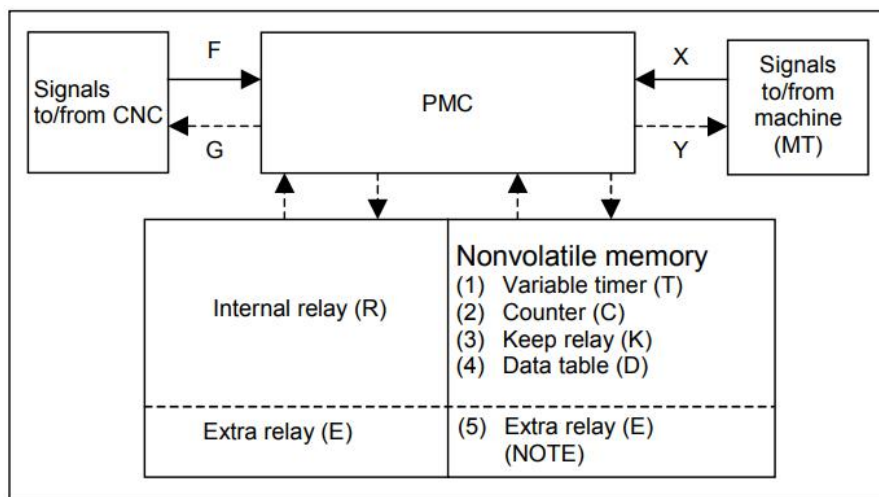 F
X
Signals
to/from CNC
PMC
Signals
to/from
machine
(MT)
G
Y
Internal relay (R)
Nonvolatile memory
(1) Variable timer (T)
(2) Counter (C)
(3) Keep relay (K)
(4) Data table (D)
Extra relay (E)
(5) Extra relay (E)
(NOTE)